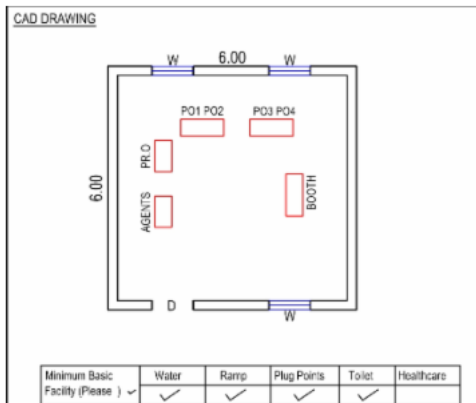 CAD DRAWING
W 6.00 W
PO1 PO2 PO3 PO4
PR.O
6.00
AGENTS
BOOTH
D
W
Minimum Basic Water Ramp Plug Points Toilet Healthcare
Facility (Please ) ✓ ✓ ✓ ✓ ✓